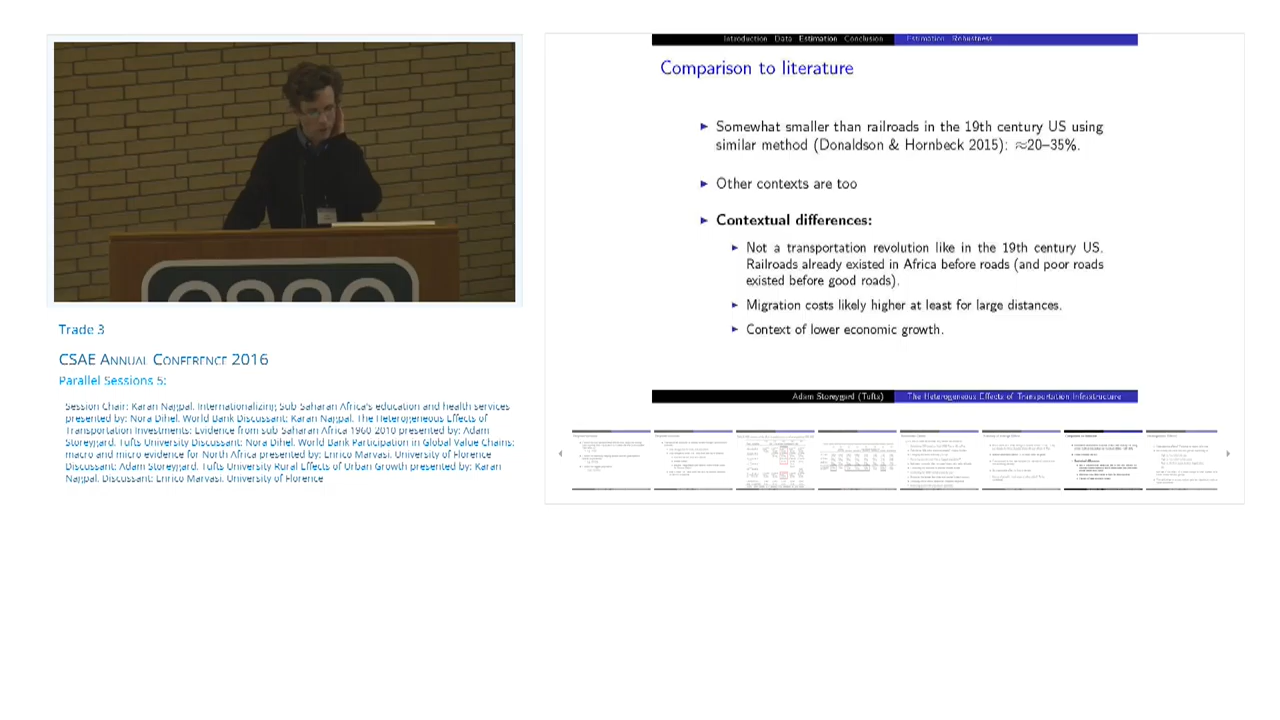 Trade 3
CSAE ANNUAL CONFERENCE 2016
Parallel Sessions 5:
Session Chair: Karan Nagpal. Internationalizing Sub Saharan Africa's education and health services
presented by: Nora Dihel. World Bank Discussant: Karan Nagpal. The Heterogeneous Effects of
Transportation Investments: Evidence from sub Saharan Africa 1960 2010 presented by: Adam
Storeygard. Tufts University Discussant: Nora Dihel. World Bank Participation in Global Value Chains:
macro and micro evidence for North Africa presented by: Enrico Marvasi. University of Florence
Discussant: Adam Storeygard. Tufts University Rural Effects of Urban Growth presented by: Karan
Nagpal. Discussant: Enrico Marvasi. University of Florence
Introduction Data Estimation Conclusion Estimation Robustness
Comparison to literature
Somewhat smaller than railroads in the 19th century US using
similar method (Donaldson & Hornbeck 2015): ≈20–35%.
Other contexts are too
Contextual differences:
Not a transportation revolution like in the 19th century US.
Railroads already existed in Africa before roads (and poor roads
existed before good roads).
Migration costs likely higher at least for large distances.
Context of lower economic growth.
Adam Storeygard (Tufts) The Heterogeneous Effects of Transportation Infrastructure